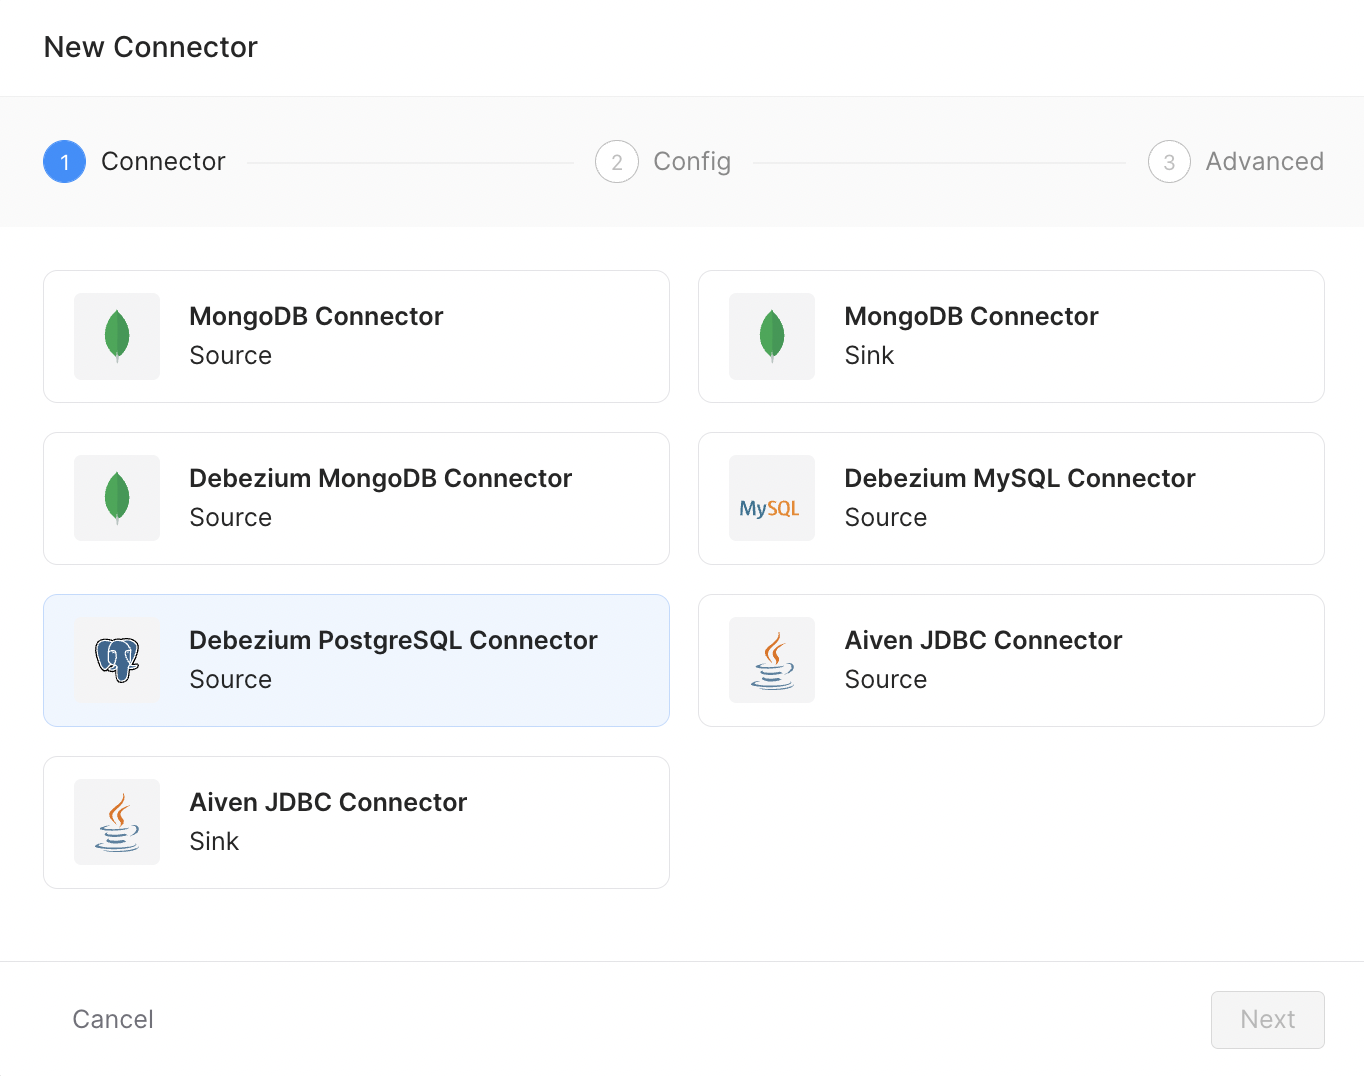 New Connector
1 Connector
2 Config
3 Advanced
MongoDB Connector
Source
MongoDB Connector
Sink
Debezium MongoDB Connector
Source
MySQL
Debezium MySQL Connector
Source
Debezium PostgreSQL Connector
Source
Aiven JDBC Connector
Source
Aiven JDBC Connector
Sink
Cancel
Next